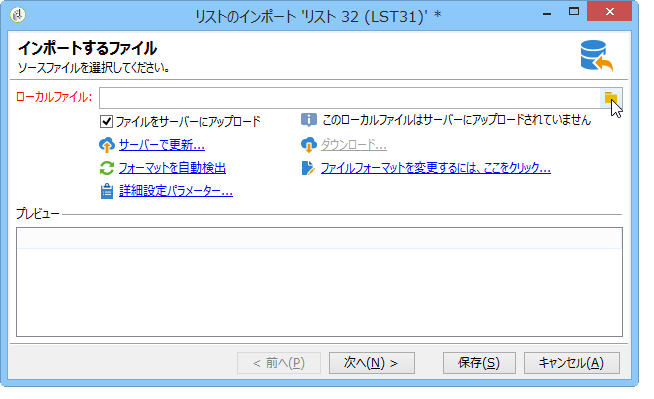 リストのインポート 'リスト 32 (LST31)' *
インポートするファイル
ソースファイルを選択してください。
ローカルファイル:
ファイルをサーバーにアップロード
このローカルファイルはサーバーにアップロードされていません
サーバーで更新...
ダウンロード...
フォーマットを自動検出
ファイルフォーマットを変更するには、ここをクリック...
詳細設定パラメーター...
プレビュー
< 前へ(P)
次へ(N) >
保存(S)
キャンセル(A)